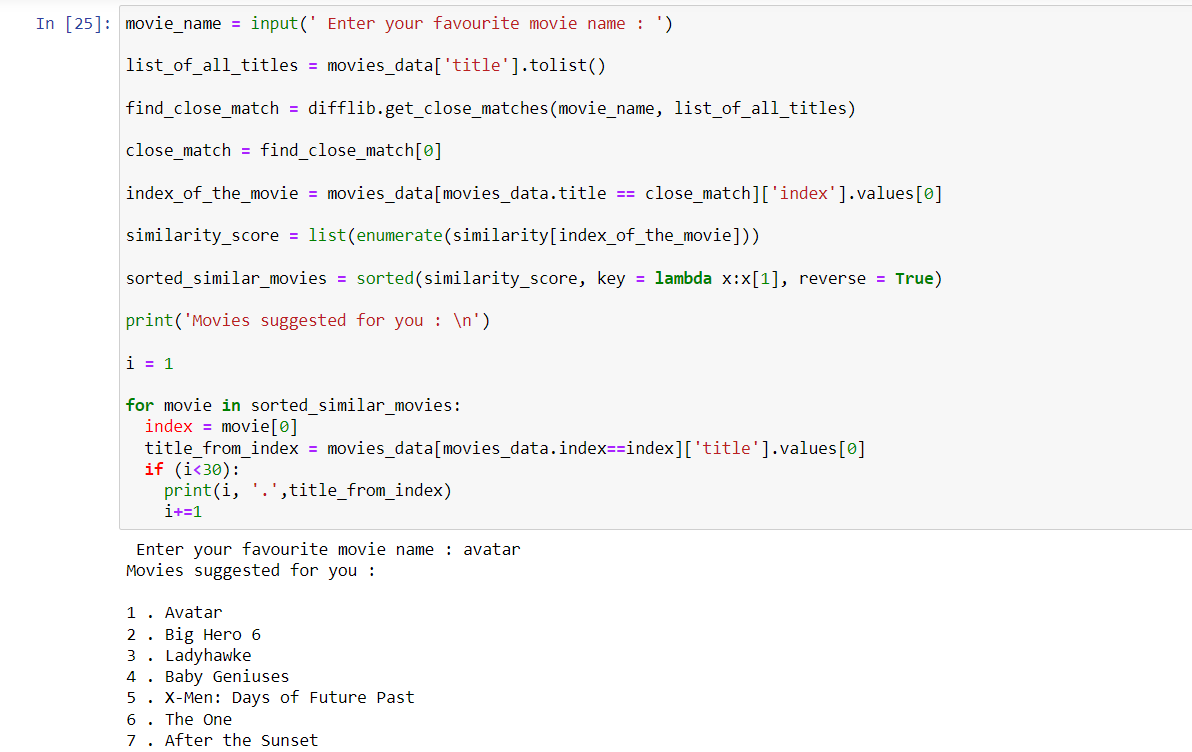 In [25]: movie_name = input(' Enter your favourite movie name : ')
list_of_all_titles = movies_data['title'].tolist()
find_close_match = difflib.get_close_matches(movie_name, list_of_all_titles)
close_match = find_close_match[0]
index_of_the_movie = movies_data[movies_data.title == close_match]['index'].values[0]
similarity_score = list(enumerate(similarity[index_of_the_movie]))
sorted_similar_movies = sorted(similarity_score, key = lambda x:x[1], reverse = True)
print('Movies suggested for you : \n')
i = 1
for movie in sorted_similar_movies:
  index = movie[0]
  title_from_index = movies_data[movies_data.index==index]['title'].values[0]
  if (i<30):
    print(i, '.',title_from_index)
    i+=1
 Enter your favourite movie name : avatar
Movies suggested for you :
1 . Avatar
2 . Big Hero 6
3 . Ladyhawke
4 . Baby Geniuses
5 . X-Men: Days of Future Past
6 . The One
7 . After the Sunset